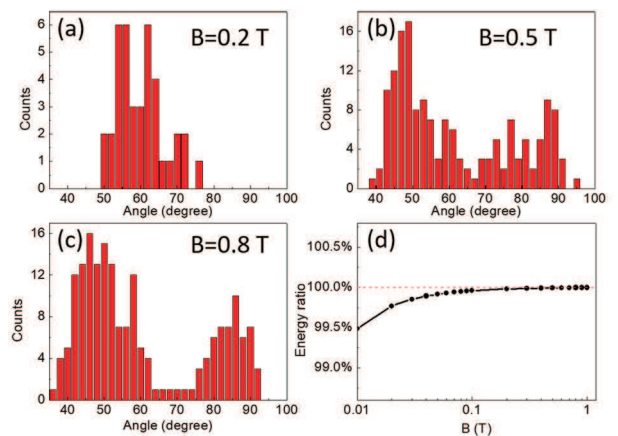 (a)
B=0.2 T
Counts
6
5
4
3
2
1
0
40 50 60 70 80 90 100
Angle (degree)
(b)
B=0.5 T
Counts
16
12
8
4
0
40 50 60 70 80 90 100
Angle (degree)
(c)
B=0.8 T
Counts
16
12
8
4
0
40 50 60 70 80 90 100
Angle (degree)
(d)
Energy ratio
100.5%
100.0%
99.5%
99.0%
0.01 0.1 1
B (T)